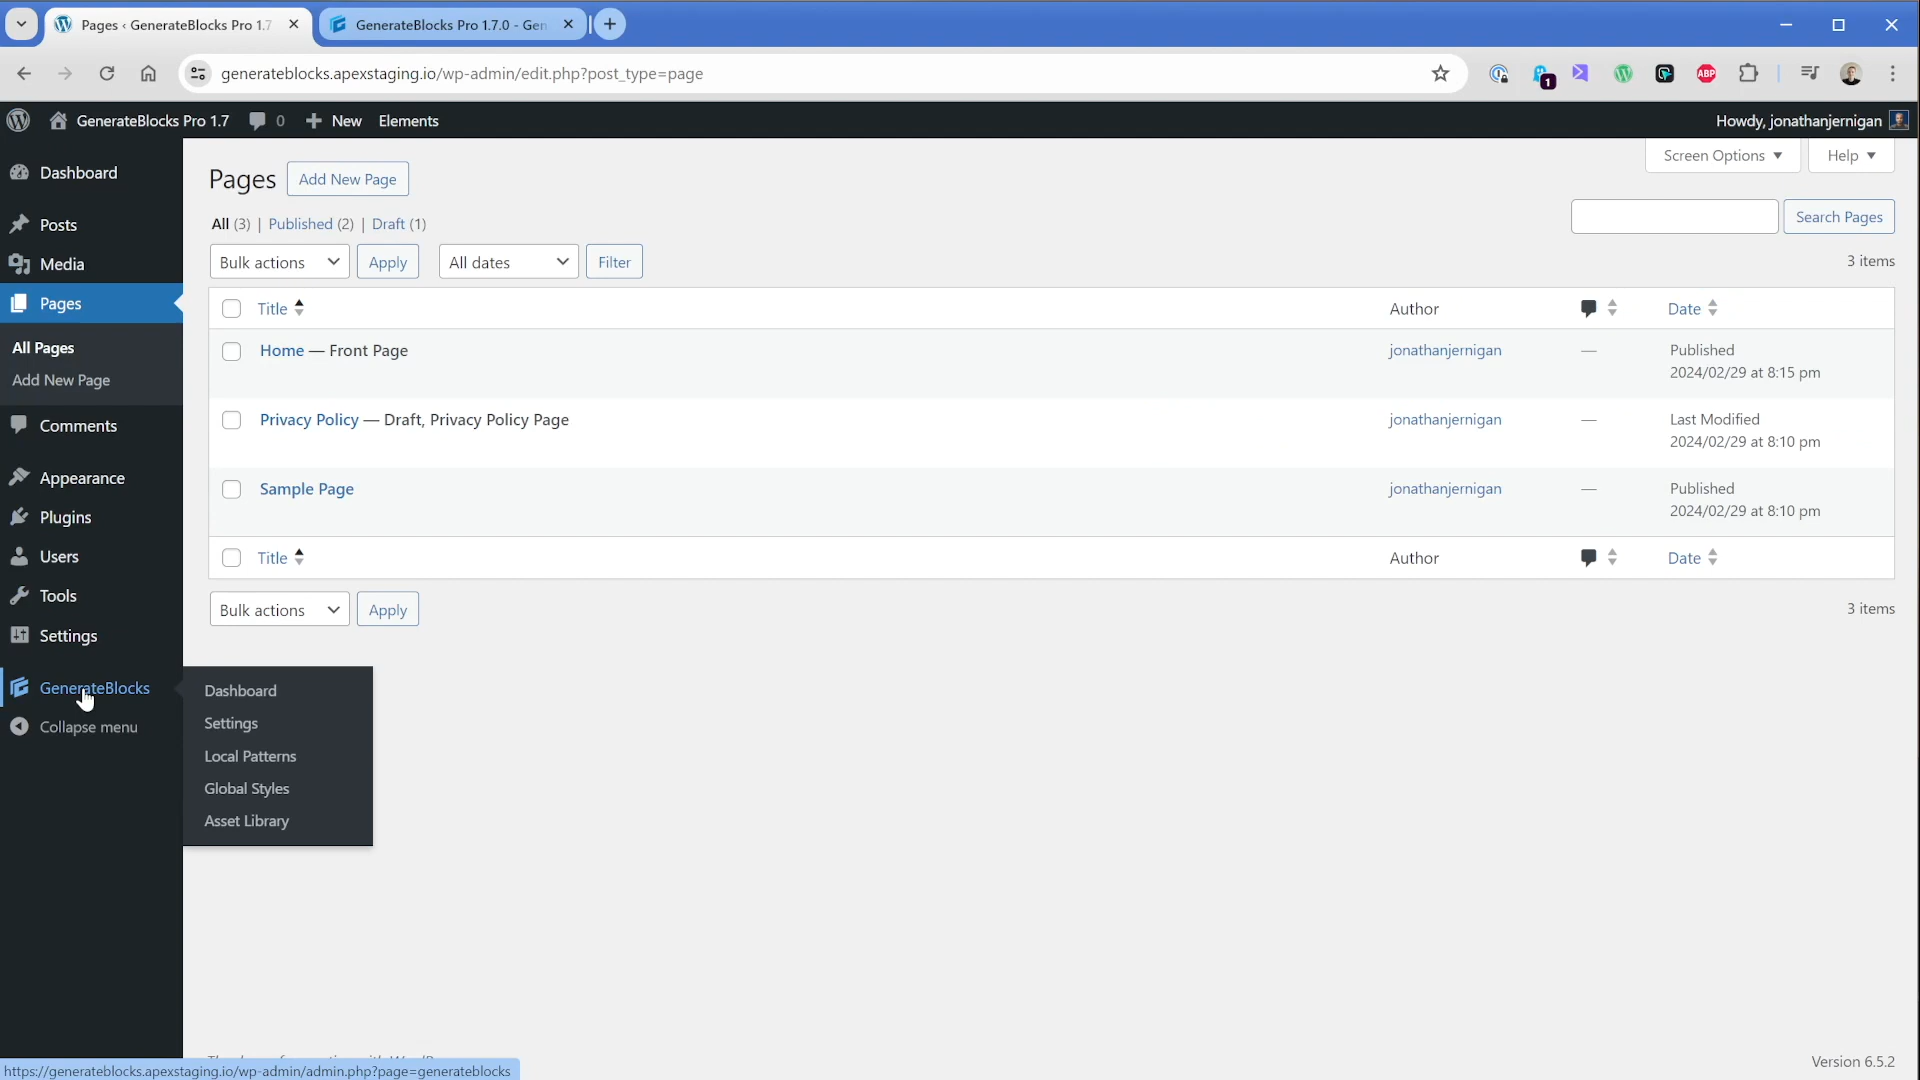 Pages ‹ GenerateBlocks Pro 1.7
GenerateBlocks Pro 1.7.0 - Gen
generateblocks.apexstaging.io/wp-admin/edit.php?post_type=page
1
ABP
GenerateBlocks Pro 1.7
0
New
Elements
Howdy, jonathanjernigan
Dashboard
Posts
Media
Pages
All Pages
Add New Page
Comments
Appearance
Plugins
Users
Tools
Settings
GenerateBlocks
Collapse menu
Dashboard
Settings
Local Patterns
Global Styles
Asset Library
Screen Options
Help
Pages
Add New Page
All (3) | Published (2) | Draft (1)
Search Pages
Bulk actions
Apply
All dates
Filter
3 items
Title
Author
Date
Home — Front Page
jonathanjernigan
—
Published
2024/02/29 at 8:15 pm
Privacy Policy — Draft, Privacy Policy Page
jonathanjernigan
—
Last Modified
2024/02/29 at 8:10 pm
Sample Page
jonathanjernigan
—
Published
2024/02/29 at 8:10 pm
Title
Author
Date
Bulk actions
Apply
3 items
Version 6.5.2
https://generateblocks.apexstaging.io/wp-admin/admin.php?page=generateblocks